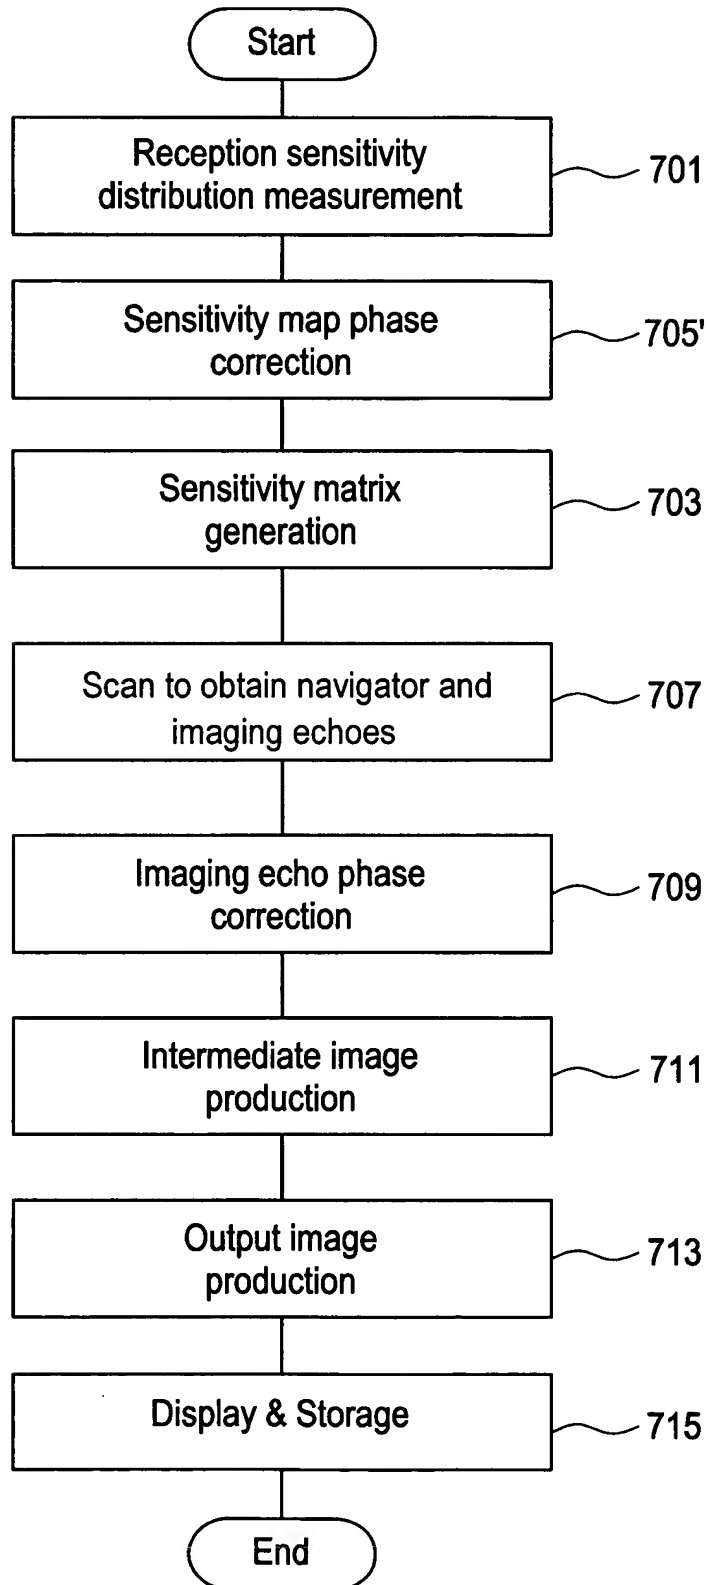 Start
Reception sensitivity
distribution measurement
701
Sensitivity map phase
correction
705'
Sensitivity matrix
generation
703
Scan to obtain navigator and
imaging echoes
707
Imaging echo phase
correction
709
Intermediate image
production
711
Output image
production
713
Display & Storage
715
End